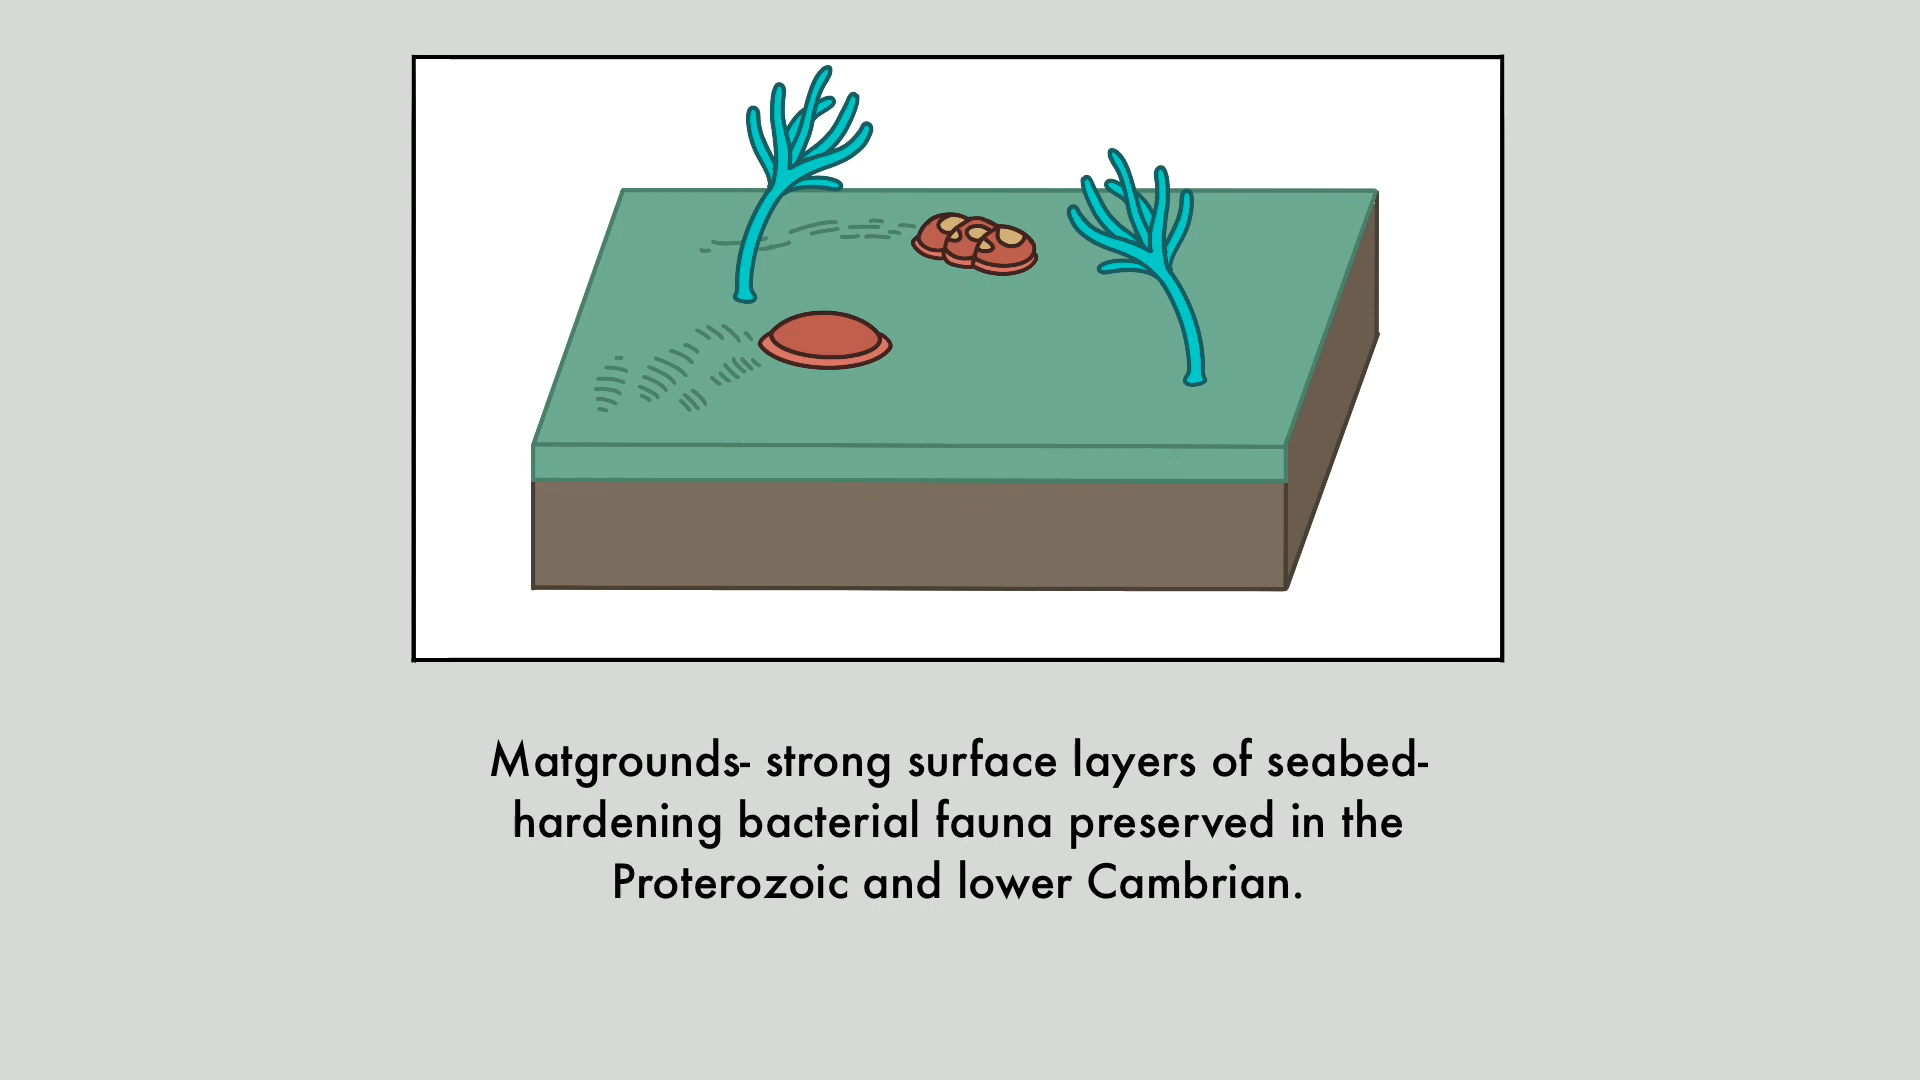 Matgrounds- strong surface layers of seabed-
hardening bacterial fauna preserved in the
Proterozoic and lower Cambrian.